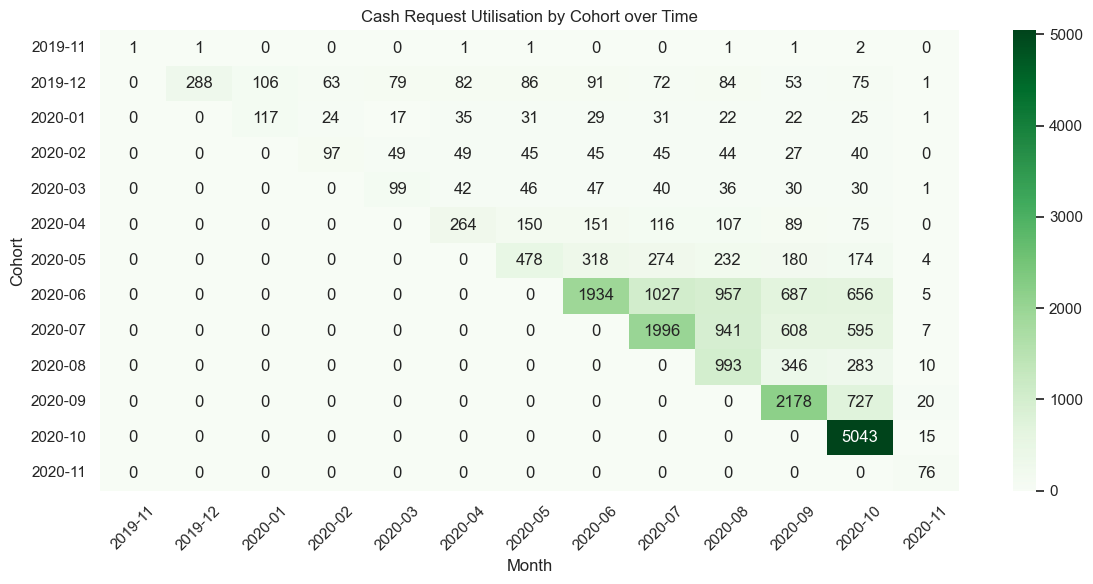 Cash Request Utilisation by Cohort over Time
Cohort
2019-11 1 1 0 0 0 1 1 0 0 1 1 2 0
2019-12 0 288 106 63 79 82 86 91 72 84 53 75 1
2020-01 0 0 117 24 17 35 31 29 31 22 22 25 1
2020-02 0 0 0 97 49 49 45 45 45 44 27 40 0
2020-03 0 0 0 0 99 42 46 47 40 36 30 30 1
2020-04 0 0 0 0 0 264 150 151 116 107 89 75 0
2020-05 0 0 0 0 0 0 478 318 274 232 180 174 4
2020-06 0 0 0 0 0 0 0 1934 1027 957 687 656 5
2020-07 0 0 0 0 0 0 0 0 1996 941 608 595 7
2020-08 0 0 0 0 0 0 0 0 0 993 346 283 10
2020-09 0 0 0 0 0 0 0 0 0 0 2178 727 20
2020-10 0 0 0 0 0 0 0 0 0 0 0 5043 15
2020-11 0 0 0 0 0 0 0 0 0 0 0 0 76
2019-11 2019-12 2020-01 2020-02 2020-03 2020-04 2020-05 2020-06 2020-07 2020-08 2020-09 2020-10 2020-11
Month
5000
4000
3000
2000
1000
0